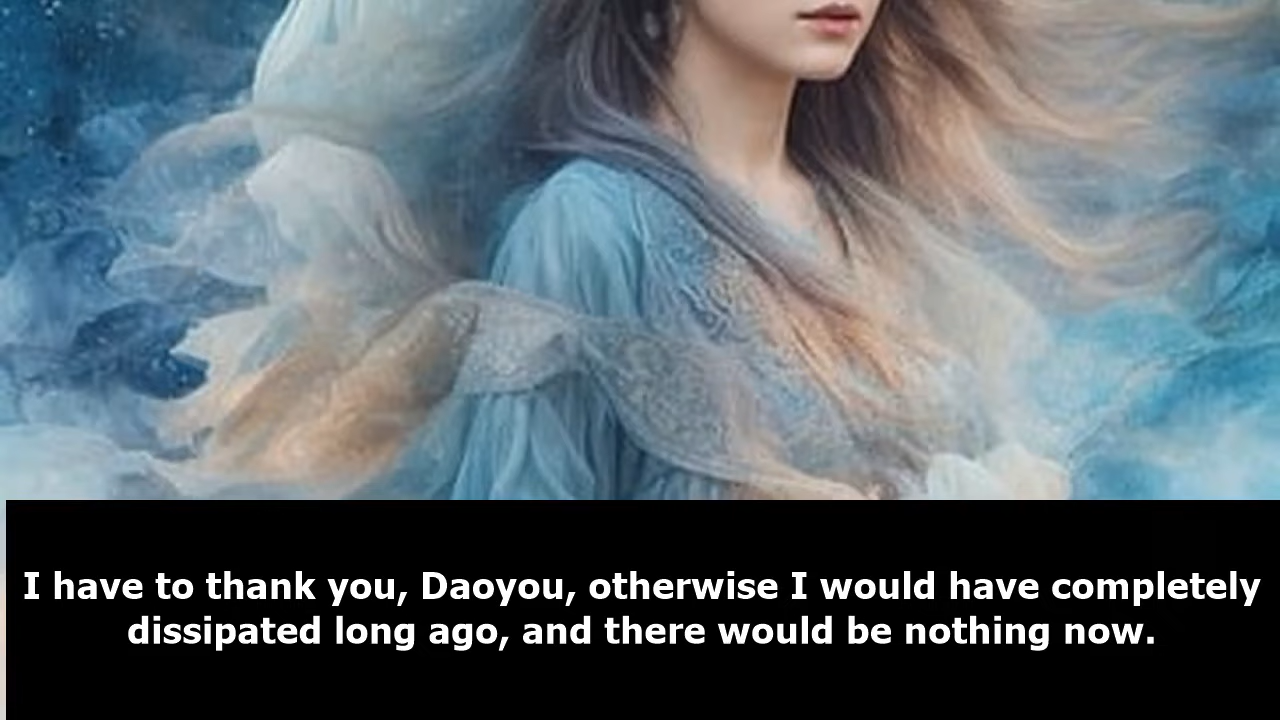 I have to thank you, Daoyou, otherwise I would have completely
dissipated long ago, and there would be nothing now.